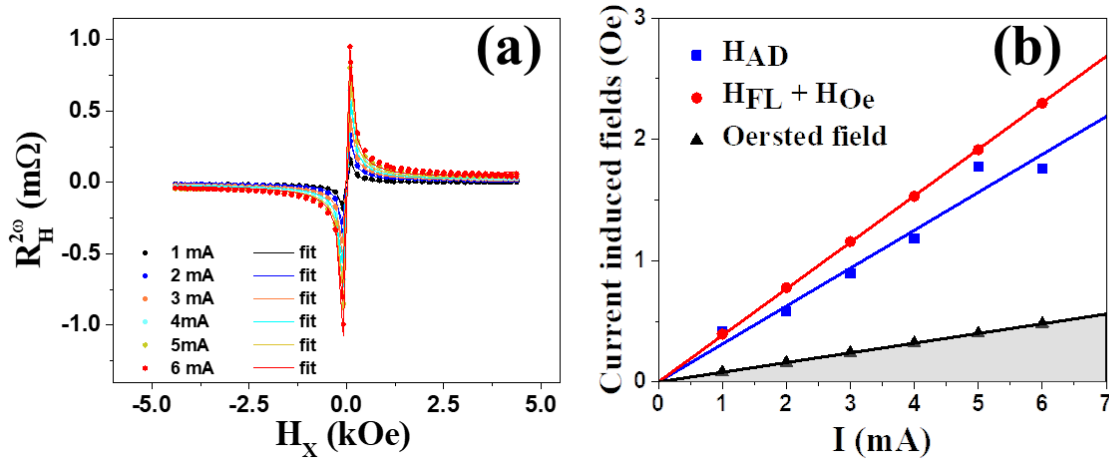 (a)
R_H^2ω (mΩ)
1.0
0.5
0.0
-0.5
-1.0
1 mA fit
2 mA fit
3 mA fit
4mA fit
5mA fit
6 mA fit
-5.0 -2.5 0.0 2.5 5.0
H_X (kOe)
(b)
Current induced fields (Oe)
3
2
1
0
H_AD
H_FL + H_Oe
Oersted field
0 1 2 3 4 5 6 7
I (mA)